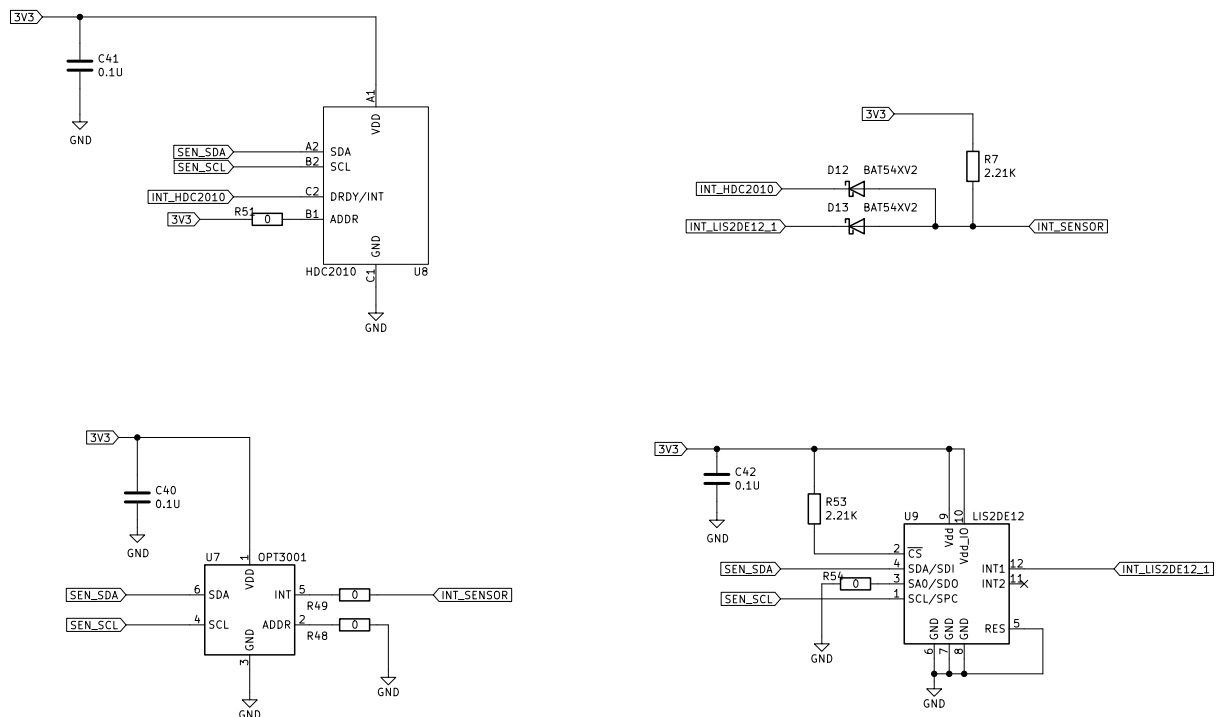 3V3
C41
0.1U
GND
A1
VDD
SEN_SDA
A2
SDA
SEN_SCL
B2
SCL
INT_HDC2010
C2
DRDY/INT
3V3
R51
0
B1
ADDR
GND
HDC2010
C1
U8
GND
3V3
R7
2.21K
D12
BAT54XV2
INT_HDC2010
D13
BAT54XV2
INT_LIS2DE12_1
INT_SENSOR
3V3
C40
0.1U
GND
U7
1
OPT3001
VDD
SEN_SDA
6
SDA
INT
5
0
INT_SENSOR
R49
SEN_SCL
4
SCL
ADDR
2
0
R48
GND
3
GND
GND
3V3
C42
0.1U
GND
R53
2.21K
U9
9
10
LIS2DE12
Vdd
Vdd_IO
2
CS
SEN_SDA
4
SDA/SDI
INT1
12
INT_LIS2DE12_1
R54
0
3
SA0/SDO
INT2
11
SEN_SCL
1
SCL/SPC
GND
GND
GND
GND
RES
5
6
7
8
GND